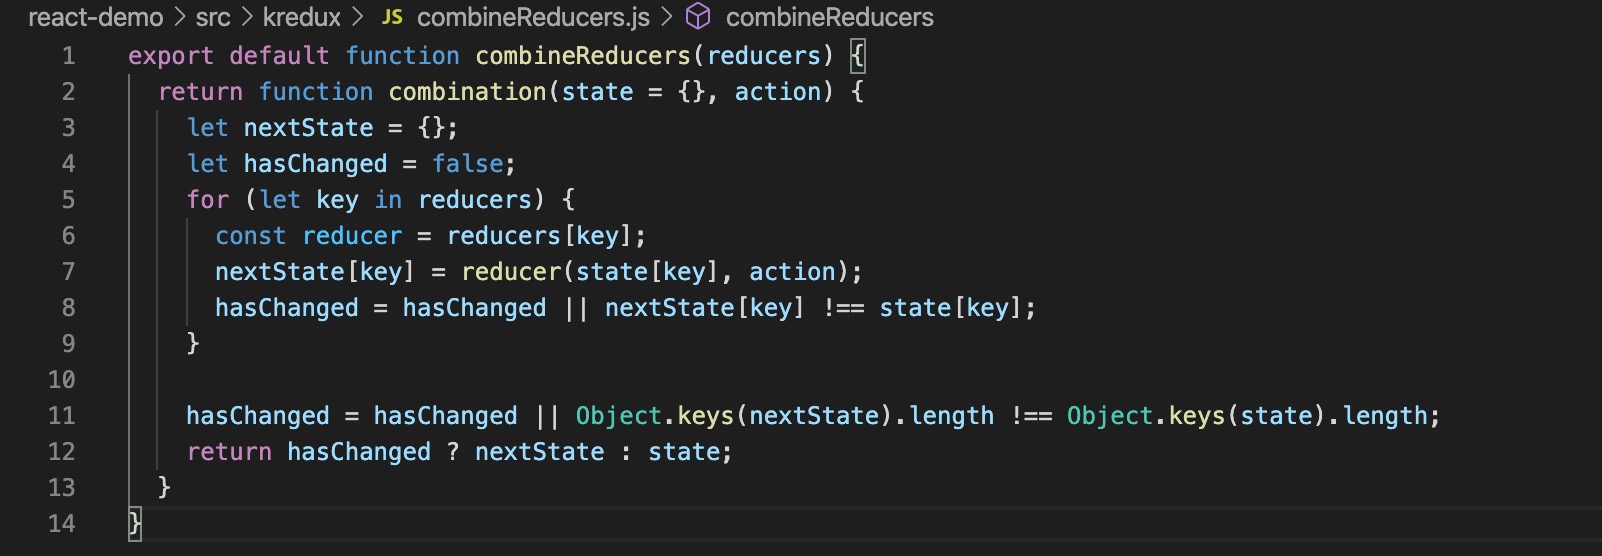 react-demo > src > kredux > JS combineReducers.js > combineReducers
1 export default function combineReducers(reducers) {
2   return function combination(state = {}, action) {
3     let nextState = {};
4     let hasChanged = false;
5     for (let key in reducers) {
6       const reducer = reducers[key];
7       nextState[key] = reducer(state[key], action);
8       hasChanged = hasChanged || nextState[key] !== state[key];
9     }
10
11     hasChanged = hasChanged || Object.keys(nextState).length !== Object.keys(state).length;
12     return hasChanged ? nextState : state;
13   }
14 }